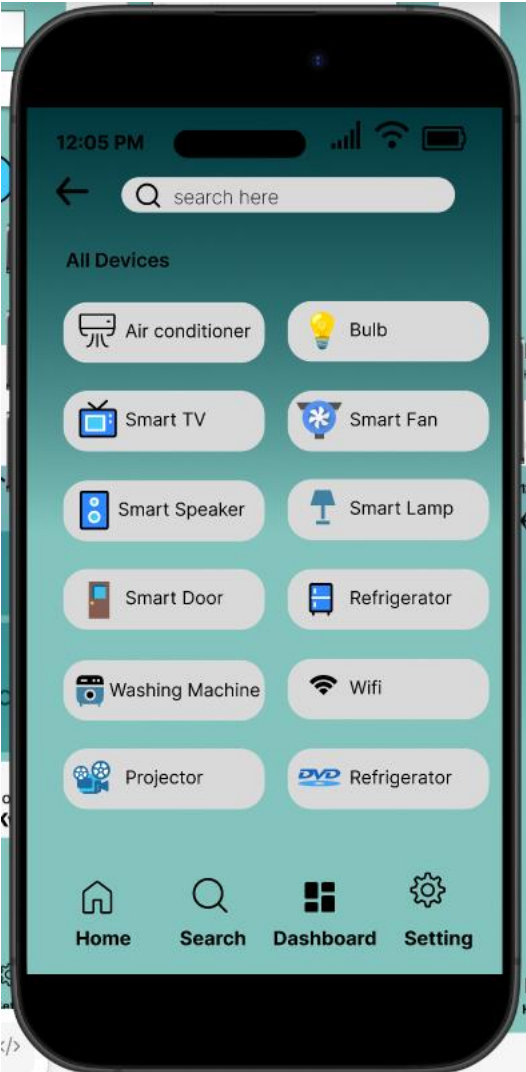 12:05 PM
search here
All Devices
Air conditioner
Bulb
Smart TV
Smart Fan
Smart Speaker
Smart Lamp
Smart Door
Refrigerator
Washing Machine
Wifi
Projector
DVD Refrigerator
Home
Search
Dashboard
Setting